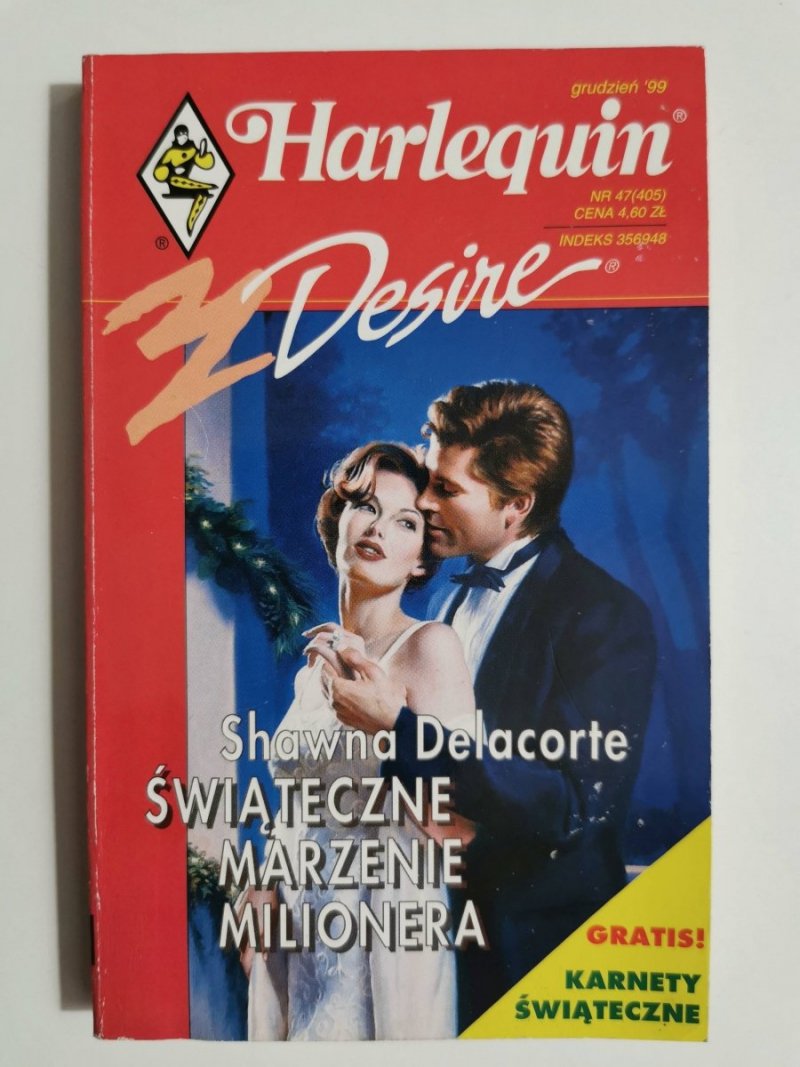 grudzień '99
Harlequin®
NR 47(405)
CENA 4,60 ZŁ
INDEKS 356948
®
Desire®
Shawna Delacorte
ŚWIĄTECZNE
MARZENIE
MILIONERA
GRATIS!
KARNETY
ŚWIĄTECZNE